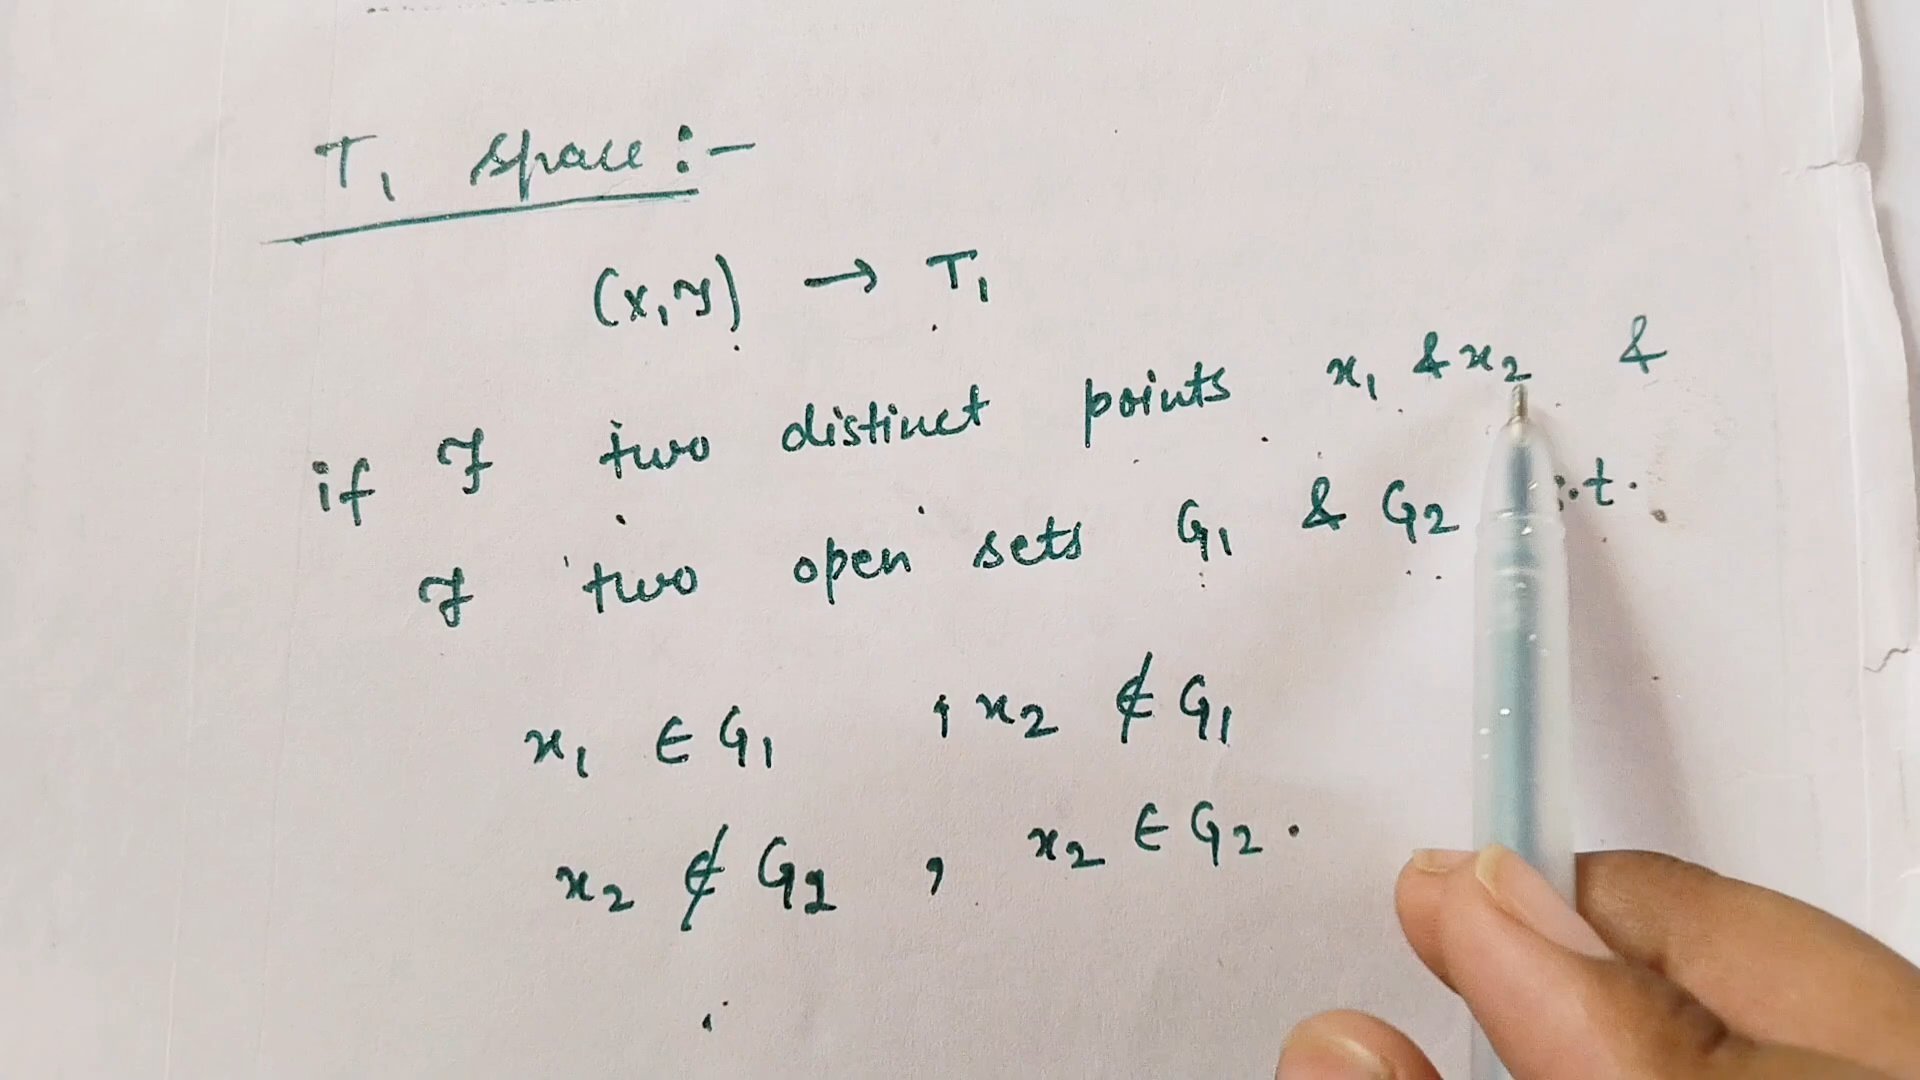 T₁ space:-
(X, ℑ) → T₁
if ∃ two distinct points x₁ & x₂ &
∃ two open sets G₁ & G₂ .t.
x₁ ∈ G₁ , x₂ ∉ G₁
x₂ ∉ G₂ , x₂ ∈ G₂.